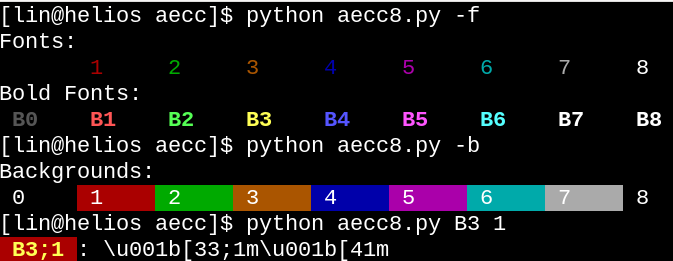 [lin@helios aecc]$ python aecc8.py -f
Fonts:
1 2 3 4 5 6 7 8
Bold Fonts:
B0 B1 B2 B3 B4 B5 B6 B7 B8
[lin@helios aecc]$ python aecc8.py -b
Backgrounds:
0 1 2 3 4 5 6 7 8
[lin@helios aecc]$ python aecc8.py B3 1
B3;1 : \u001b[33;1m\u001b[41m